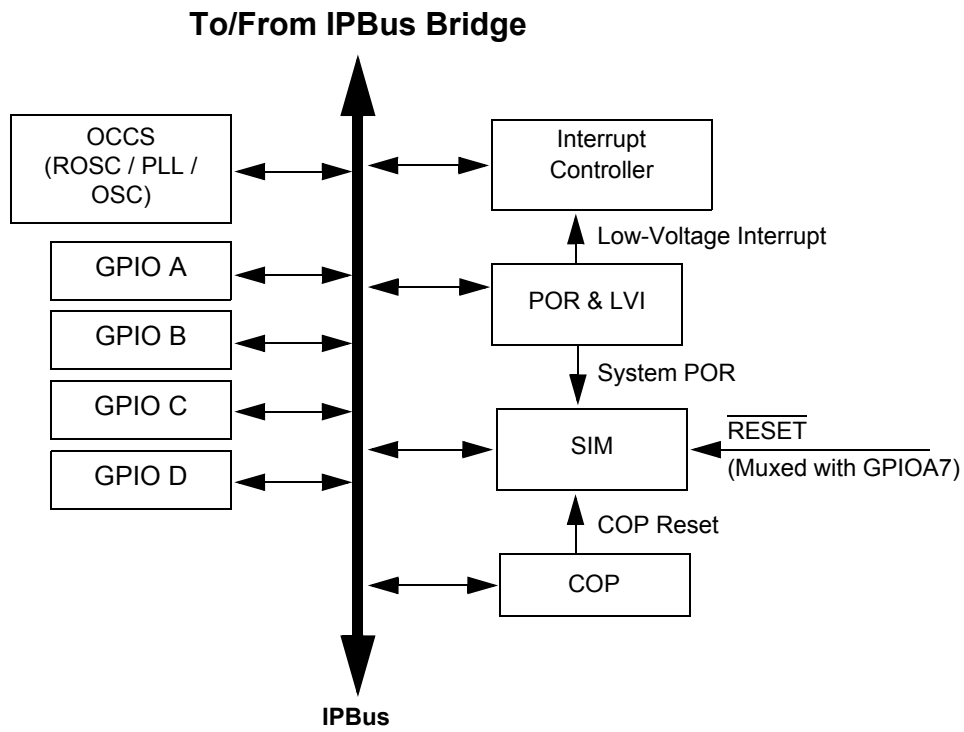 To/From IPBus Bridge
OCCS
(ROSC / PLL /
OSC)
GPIO A
GPIO B
GPIO C
GPIO D
Interrupt
Controller
Low-Voltage Interrupt
POR & LVI
System POR
SIM
RESET
(Muxed with GPIOA7)
COP Reset
COP
IPBus